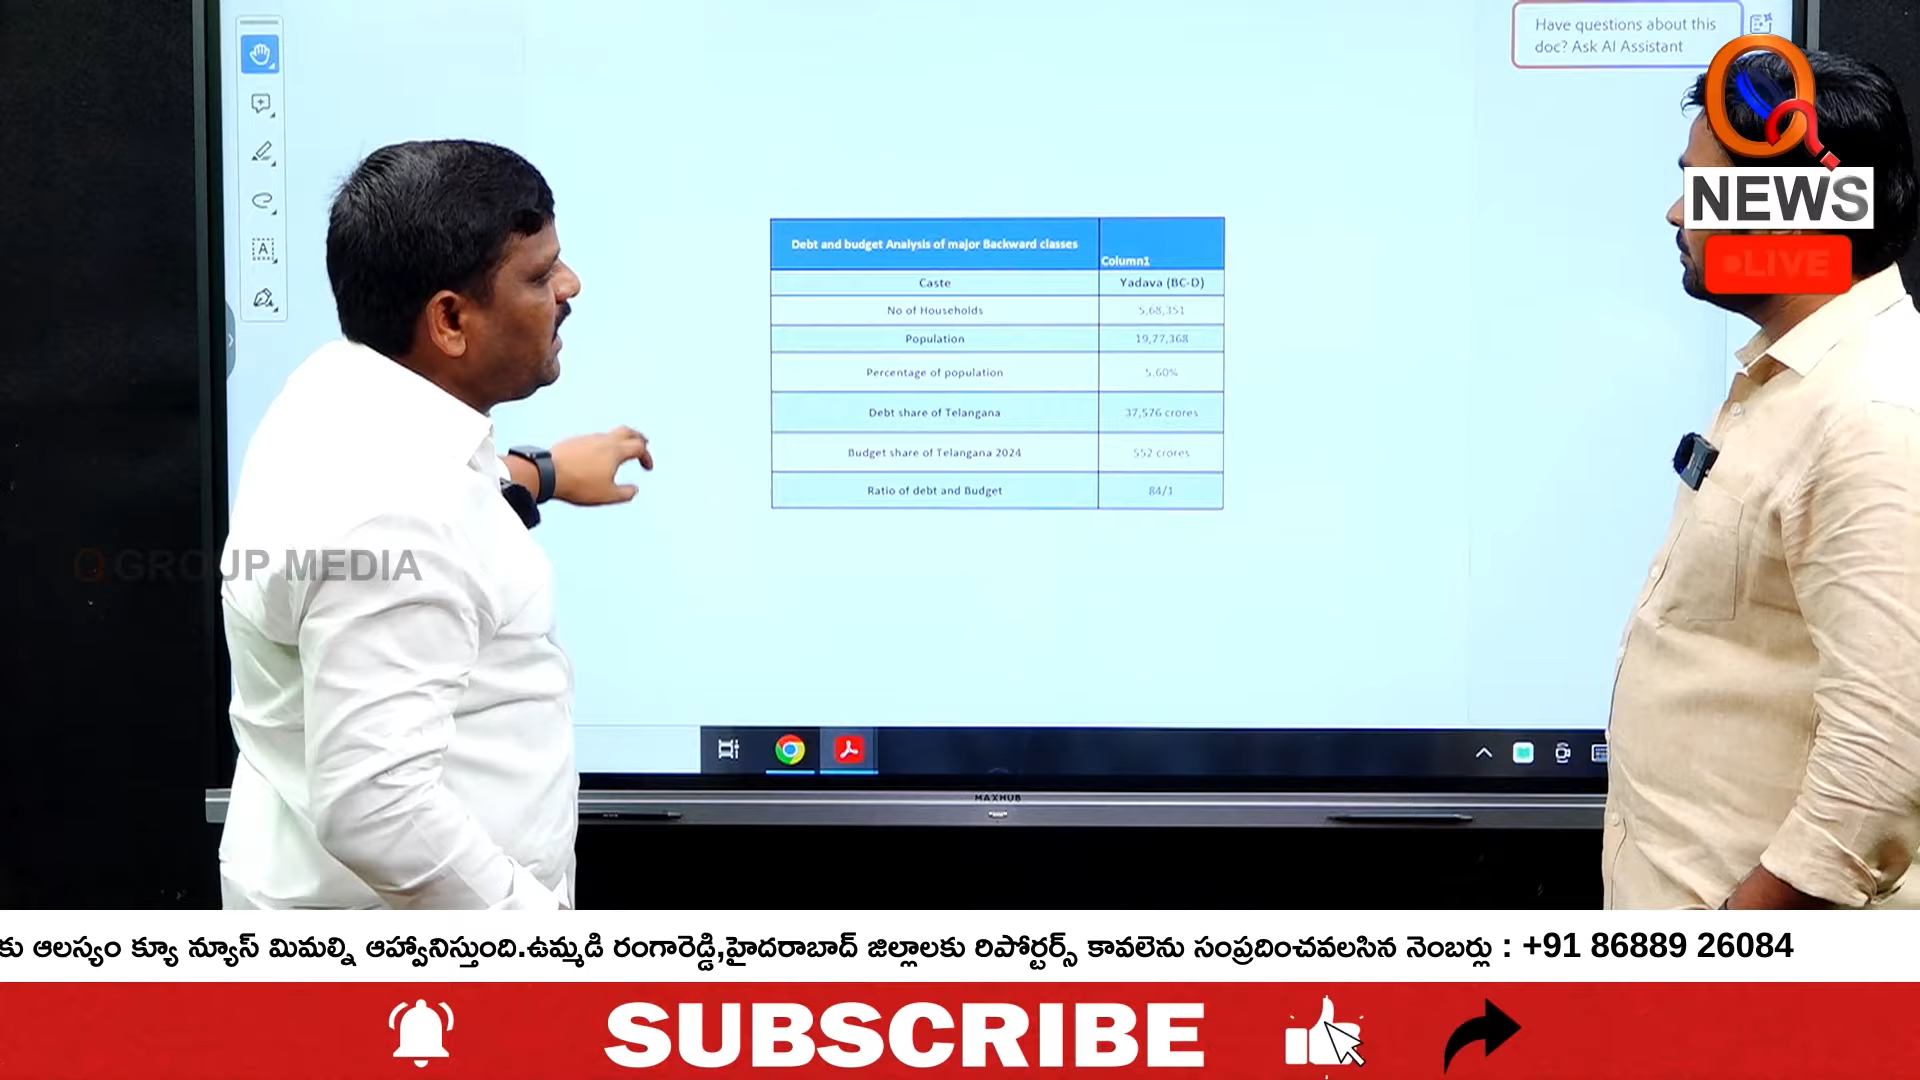 Have questions about this
doc? Ask AI Assistant
NEWS
LIVE
Debt and budget Analysis of major Backward classes
Column1
Caste
Yadava (BC-D)
No of Households
5,68,351
Population
19,77,368
Percentage of population
5.60%
Debt share of Telangana
37,576 crores
Budget share of Telangana 2024
552 crores
Ratio of debt and Budget
84/1
Q GROUP MEDIA
MAXHUB
కు ఆలస్యం క్యూ న్యూస్ మిమల్ని ఆహ్వానిస్తుంది.ఉమ్మడి రంగారెడ్డి,హైదరాబాద్ జిల్లాలకు రిపోర్టర్స్ కావలెను సంప్రదించవలసిన నెంబర్లు : +91 86889 26084
SUBSCRIBE